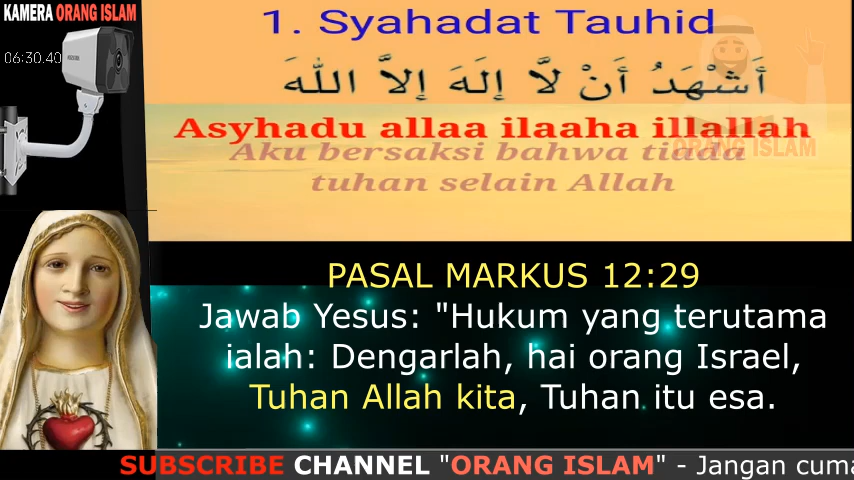 KAMERA ORANG ISLAM
06:30.40
1. Syahadat Tauhid
أَشْهَدُ أَنْ لَّا إِلَهَ إِلاَّ اللهَ
Asyhadu allaa ilaaha illallah
Aku bersaksi bahwa tiada
tuhan selain Allah
ORANG ISLAM
PASAL MARKUS 12:29
Jawab Yesus: "Hukum yang terutama
ialah: Dengarlah, hai orang Israel,
Tuhan Allah kita, Tuhan itu esa.
SUBSCRIBE CHANNEL "ORANG ISLAM" - Jangan cuma